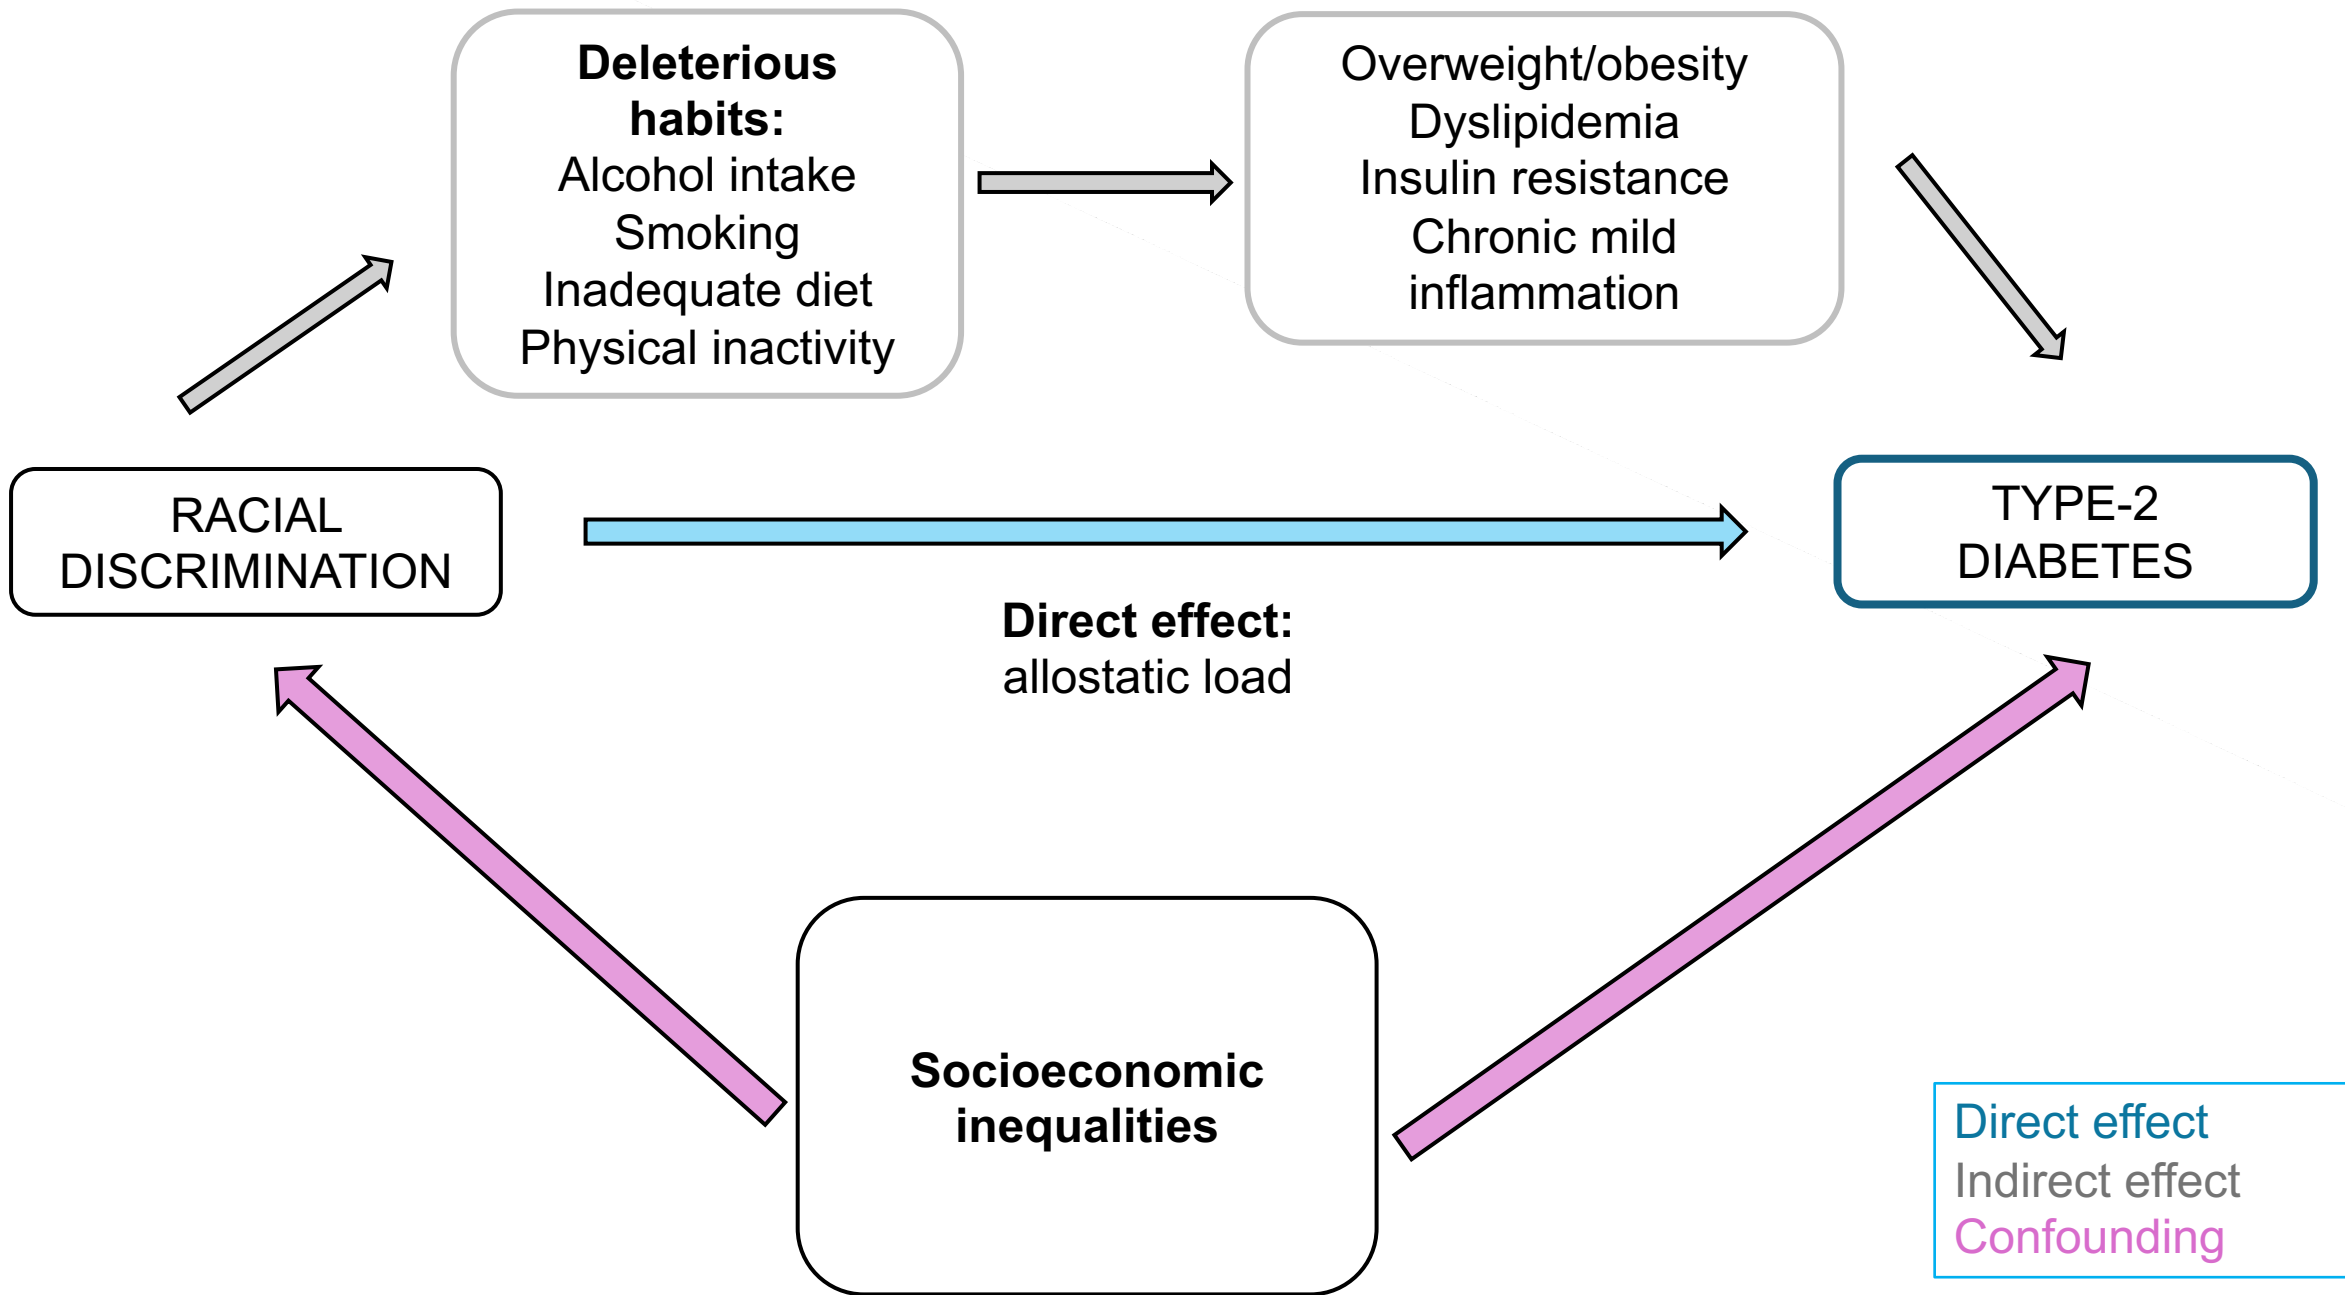 Deleterious
habits:
Alcohol intake
Smoking
Inadequate diet
Physical inactivity
Overweight/obesity
Dyslipidemia
Insulin resistance
Chronic mild
inflammation
RACIAL
DISCRIMINATION
TYPE-2
DIABETES
Direct effect:
allostatic load
Socioeconomic
inequalities
Direct effect
Indirect effect
Confounding